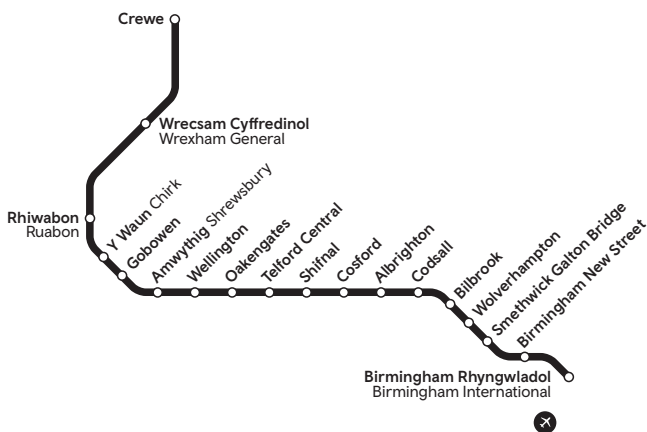 Crewe
Wrecsam Cyffredinol
Wrexham General
Rhiwabon
Ruabon
Y Waun Chirk
Gobowen
Amwythig Shrewsbury
Wellington
Oakengates
Telford Central
Shifnal
Cosford
Albrighton
Codsall
Bilbrook
Wolverhampton
Smethwick Galton Bridge
Birmingham New Street
Birmingham Rhyngwladol
Birmingham International